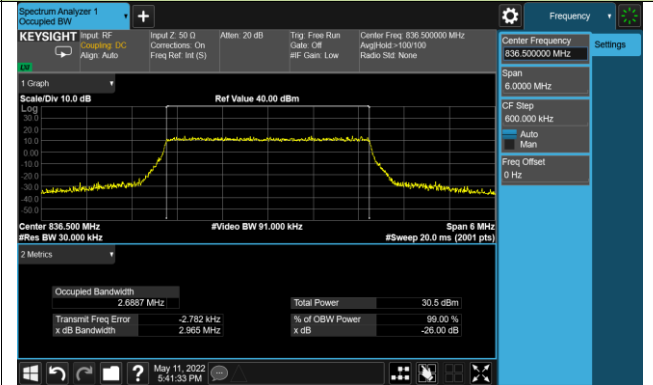 Spectrum Analyzer 1
Occupied BW
Frequency
KEYSIGHT
Input: RF
Coupling: DC
Align: Auto
Input Z: 50 Ω
Corrections: On
Freq Ref: Int (S)
Atten: 20 dB
Trig: Free Run
Gate: Off
#IF Gain: Low
Center Freq: 836.500000 MHz
Avg|Hold:>100/100
Radio Std: None
Center Frequency
836.500000 MHz
Settings
Span
6.0000 MHz
CF Step
600.000 kHz
Auto
Man
Freq Offset
0 Hz
1 Graph
Scale/Div 10.0 dB
Ref Value 40.00 dBm
Log
30.0
20.0
10.0
0.00
-10.0
-20.0
-30.0
-40.0
-50.0
Center 836.500 MHz
#Video BW 91.000 kHz
Span 6 MHz
#Res BW 30.000 kHz
#Sweep 20.0 ms (2001 pts)
2 Metrics
Occupied Bandwidth
2.6887 MHz
Total Power 30.5 dBm
Transmit Freq Error -2.782 kHz
% of OBW Power 99.00 %
x dB Bandwidth 2.965 MHz
x dB -26.00 dB
May 11, 2022
5:41:33 PM